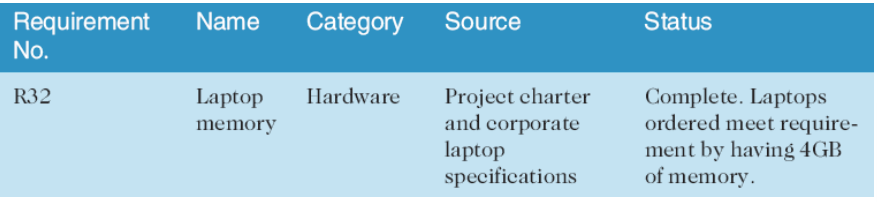 Requirement No. Name Category Source Status
R32 Laptop memory Hardware Project charter and corporate laptop specifications Complete. Laptops ordered meet require-ment by having 4GB of memory.